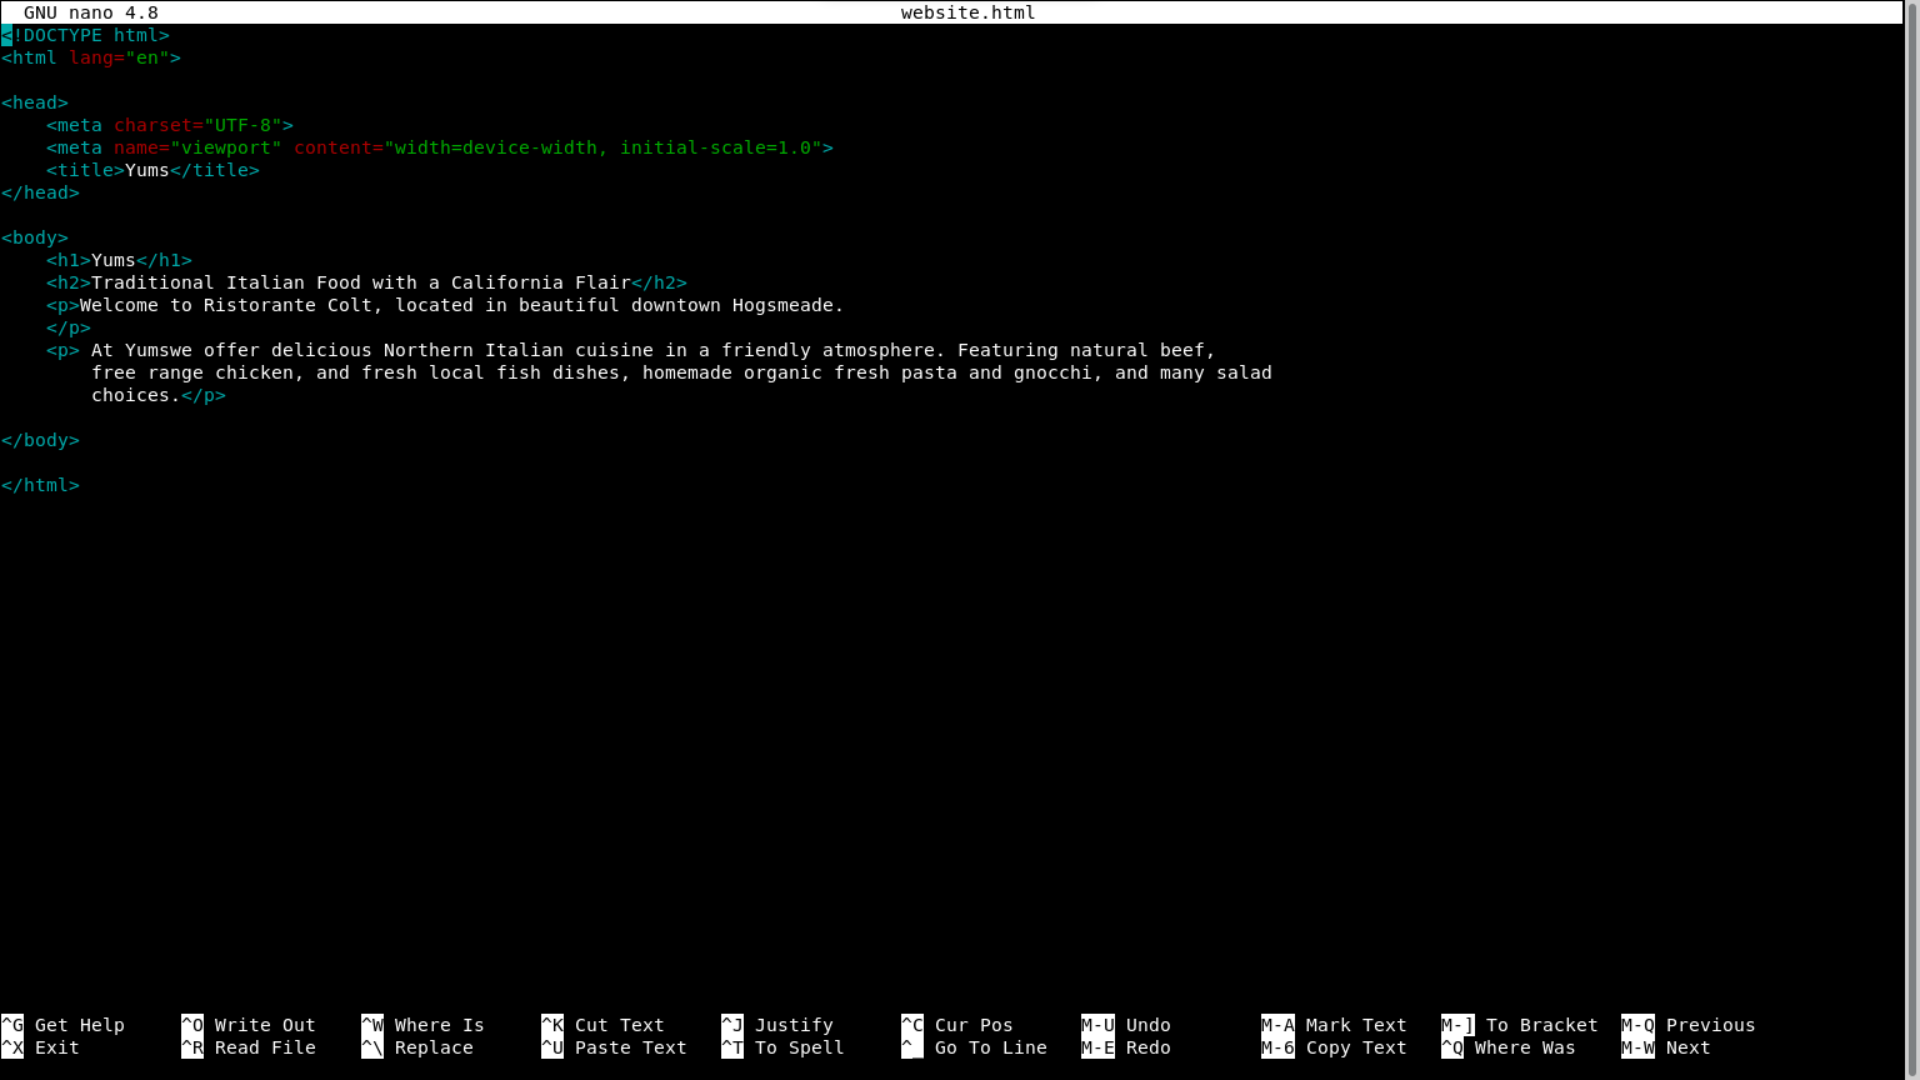 GNU nano 4.8 website.html
<!DOCTYPE html>
<html lang="en">
<head>
<meta charset="UTF-8">
<meta name="viewport" content="width=device-width, initial-scale=1.0">
<title>Yums</title>
</head>
<body>
<h1>Yums</h1>
<h2>Traditional Italian Food with a California Flair</h2>
<p>Welcome to Ristorante Colt, located in beautiful downtown Hogsmeade.
</p>
<p> At Yumswe offer delicious Northern Italian cuisine in a friendly atmosphere. Featuring natural beef,
free range chicken, and fresh local fish dishes, homemade organic fresh pasta and gnocchi, and many salad
choices.</p>
</body>
</html>
^G Get Help ^O Write Out ^W Where Is ^K Cut Text ^J Justify ^C Cur Pos M-U Undo M-A Mark Text M-] To Bracket M-Q Previous
^X Exit ^R Read File ^\ Replace ^U Paste Text ^T To Spell ^_ Go To Line M-E Redo M-6 Copy Text ^Q Where Was M-W Next